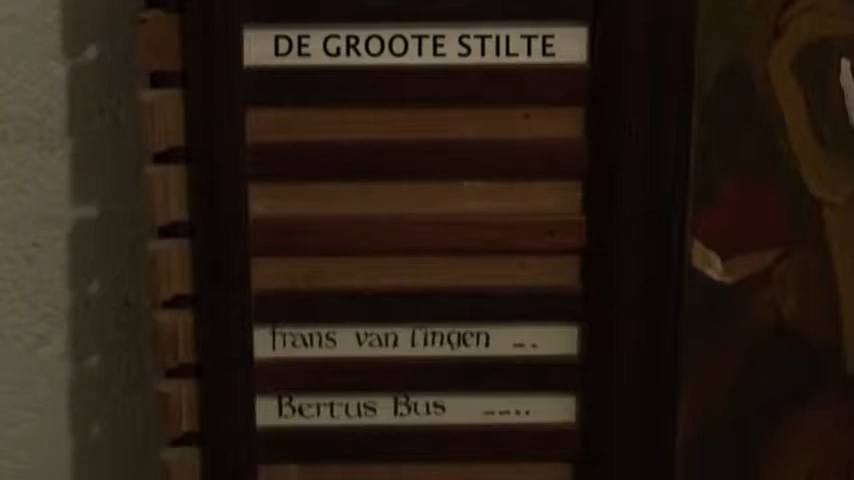 DE GROOTE STILTE
frans van lingen _ ..
Bertus Bus _ _ . .